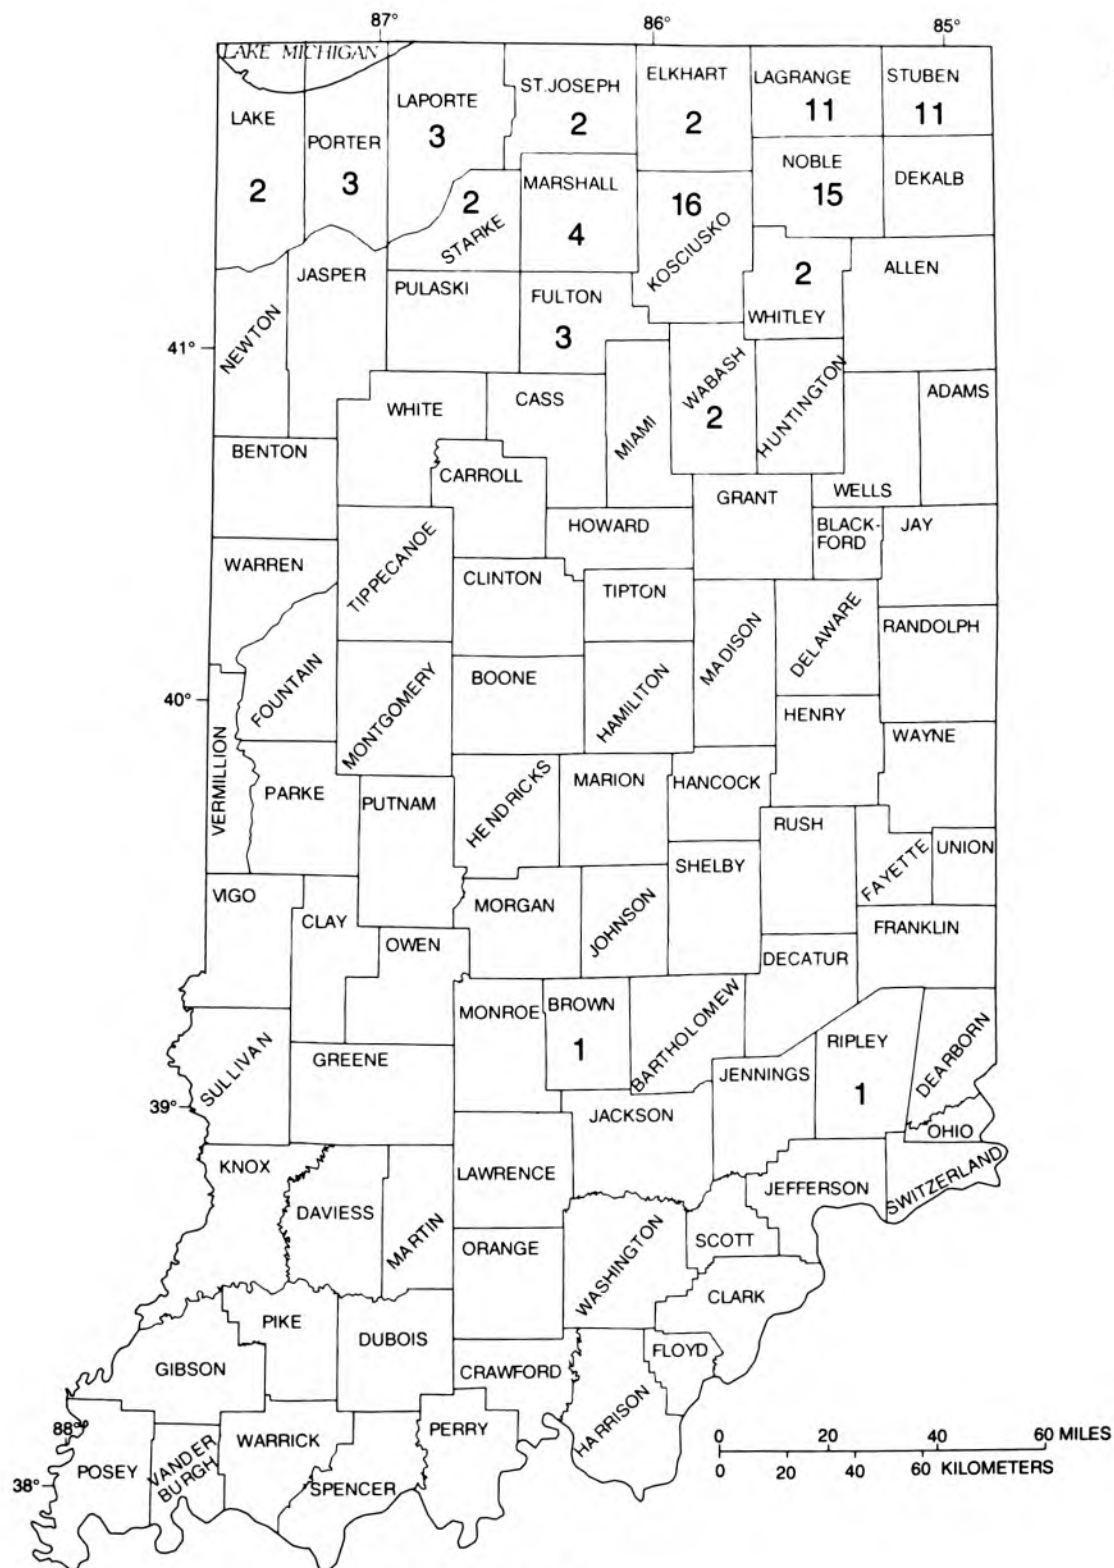 87° 86° 85°
LAKE MICHIGAN
LAKE
2
PORTER
3
LAPORTE
3
ST.JOSEPH
2
ELKHART
2
LAGRANGE
11
STUBEN
11
2
STARKE
MARSHALL
4
16
KOSCIUSKO
NOBLE
15
DEKALB
NEWTON
JASPER
PULASKI
FULTON
3
2
WHITLEY
ALLEN
41°
WHITE
CASS
MIAMI
WABASH
2
HUNTINGTON
ADAMS
BENTON
CARROLL
GRANT
WELLS
WARREN
TIPPECANOE
HOWARD
BLACK-
FORD
JAY
CLINTON
TIPTON
MADISON
DELAWARE
RANDOLPH
40°
FOUNTAIN
MONTGOMERY
BOONE
HAMILITON
HENRY
WAYNE
VERMILLION
PARKE
PUTNAM
HENDRICKS
MARION
HANCOCK
RUSH
FAYETTE
UNION
VIGO
CLAY
OWEN
MORGAN
JOHNSON
SHELBY
DECATUR
FRANKLIN
SULLIVAN
GREENE
MONROE
BROWN
1
BARTHOLOMEW
JENNINGS
RIPLEY
1
DEARBORN
39°
KNOX
DAVIESS
MARTIN
LAWRENCE
JACKSON
JEFFERSON
OHIO
SWITZERLAND
ORANGE
WASHINGTON
SCOTT
CLARK
GIBSON
PIKE
DUBOIS
CRAWFORD
HARRISON
FLOYD
88°
38°
POSEY
VANDER
BURGH
WARRICK
SPENCER
PERRY
0 20 40 60 MILES
0 20 40 60 KILOMETERS